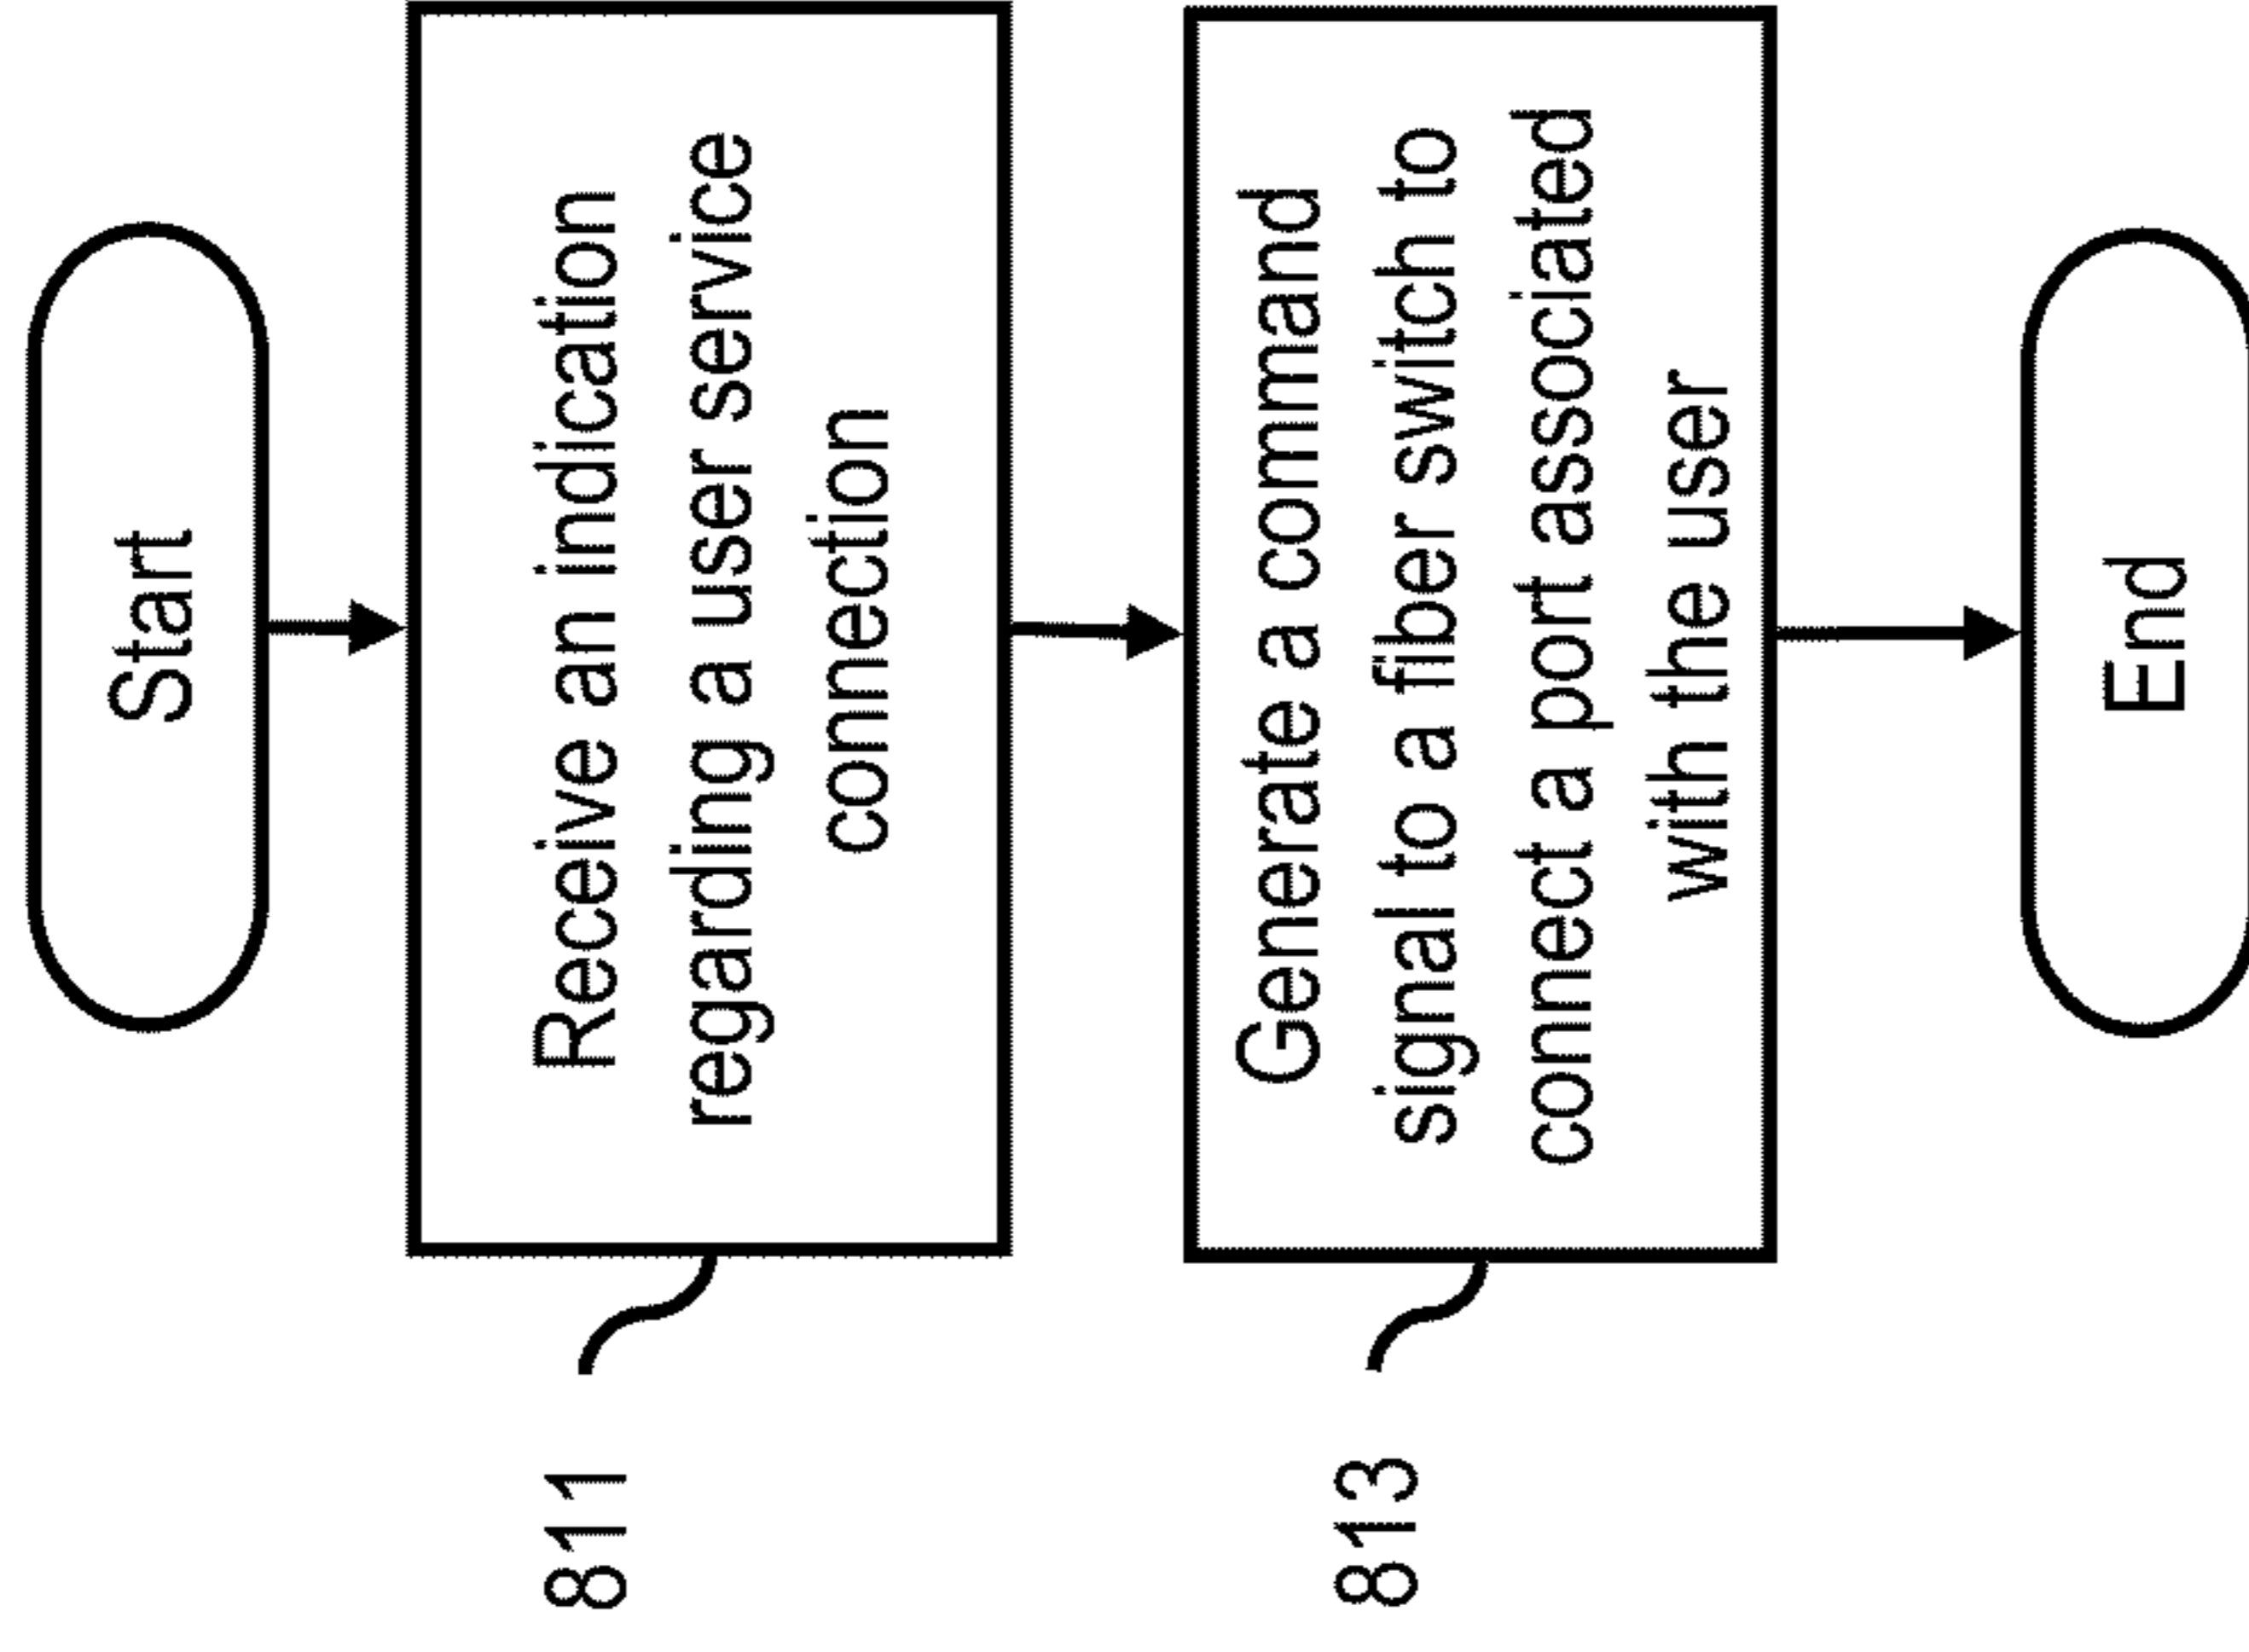 Start
811
Receive an indication
regarding a user service
connection
813
Generate a command
signal to a fiber switch to
connect a port associated
with the user
End